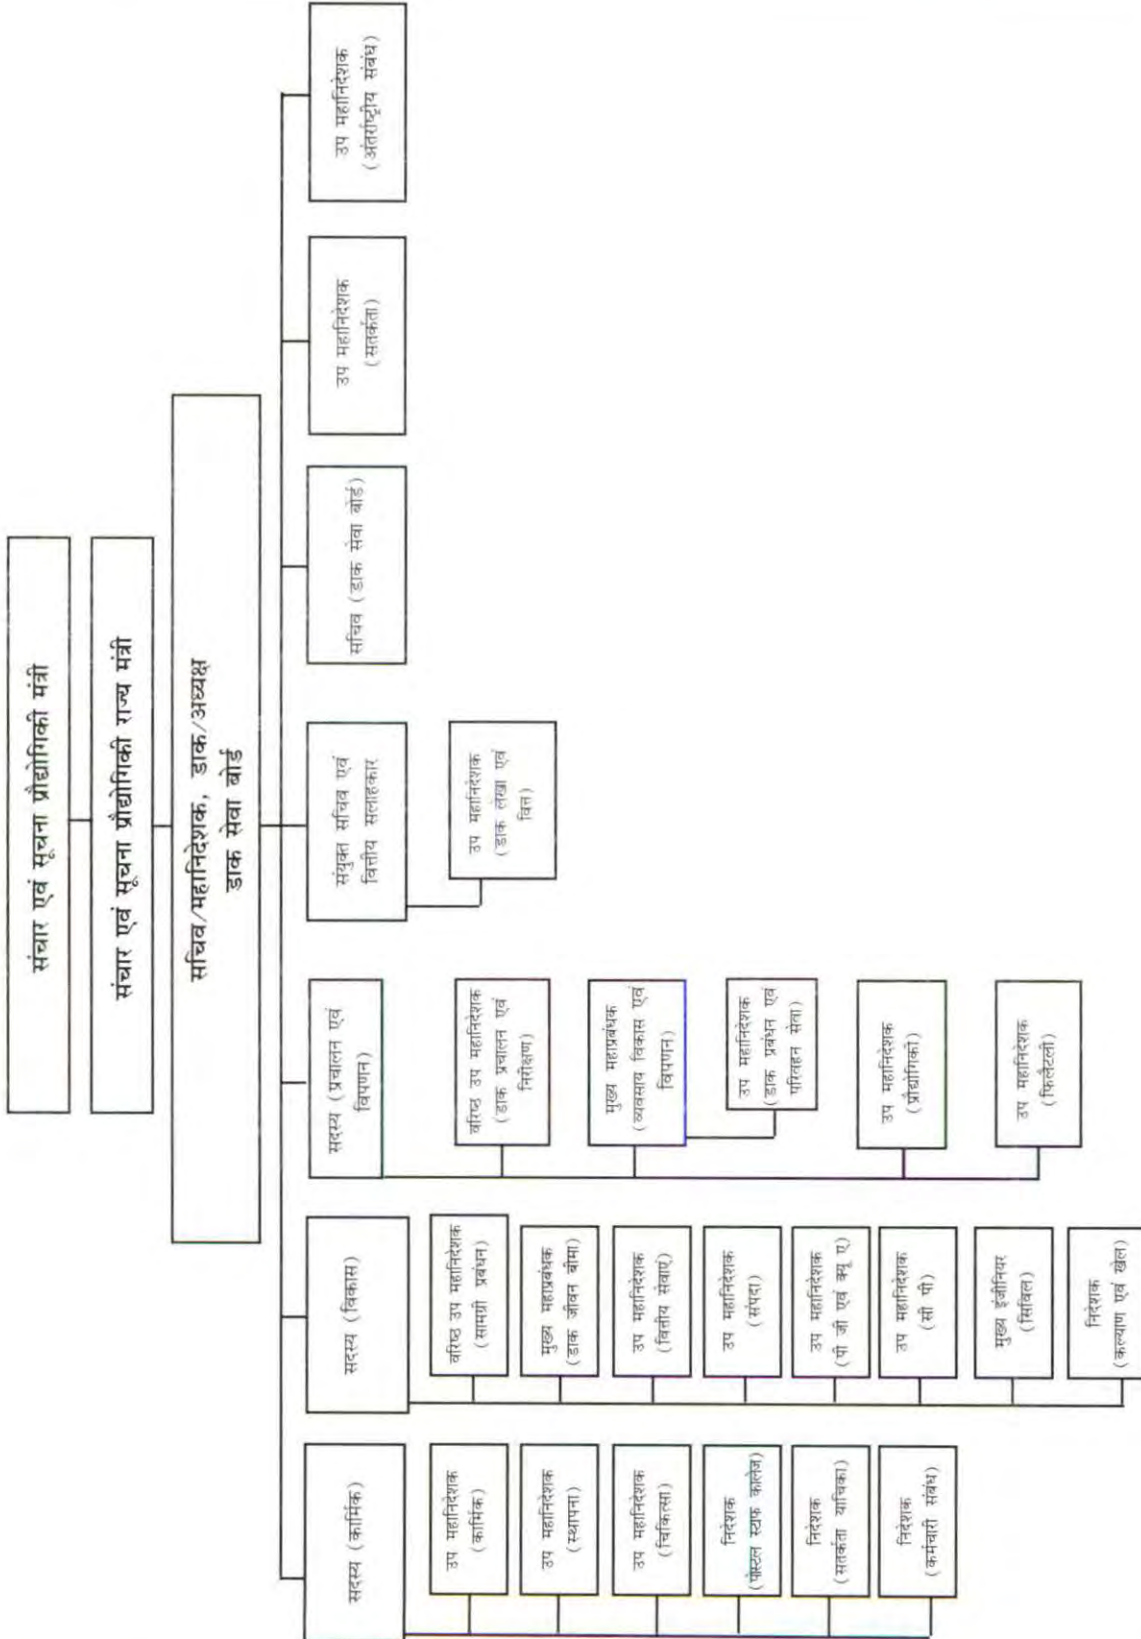 संचार एवं सूचना प्रौद्योगिकी मंत्री
संचार एवं सूचना प्रौद्योगिकी राज्य मंत्री
सचिव/महानिदेशक, डाक/अध्यक्ष
डाक सेवा बोर्ड
सदस्य (कार्मिक)
उप महानिदेशक
(कार्मिक)
उप महानिदेशक
(स्थापना)
उप महानिदेशक
(चिकित्सा)
निदेशक
(पोस्टल स्टाफ कालेज)
निदेशक
(सतर्कता याचिका)
निदेशक
(कर्मचारी संबंध)
सदस्य (विकास)
वरिष्ठ उप महानिदेशक
(सामग्री प्रबंधन)
मुख्य महाप्रबंधक
(डाक जीवन बीमा)
उप महानिदेशक
(वित्तीय सेवाएं)
उप महानिदेशक
(संपदा)
उप महानिदेशक
(पी जी एवं क्यू ए)
उप महानिदेशक
(सी पी)
मुख्य इंजीनियर
(सिविल)
निदेशक
(कल्याण एवं खेल)
सदस्य (प्रचालन एवं
विपणन)
वरिष्ठ उप महानिदेशक
(डाक प्रचालन एवं
निरीक्षण)
मुख्य महाप्रबंधक
(व्यवसाय विकास एवं
विपणन)
उप महानिदेशक
(डाक प्रबंधन एवं
परिवहन सेवा)
उप महानिदेशक
(प्रौद्योगिकी)
उप महानिदेशक
(फिलैटली)
संयुक्त सचिव एवं
वित्तीय सलाहकार
उप महानिदेशक
(डाक लेखा एवं
वित्त)
सचिव (डाक सेवा बोर्ड)
उप महानिदेशक
(सतर्कता)
उप महानिदेशक
(अंतर्राष्ट्रीय संबंध)